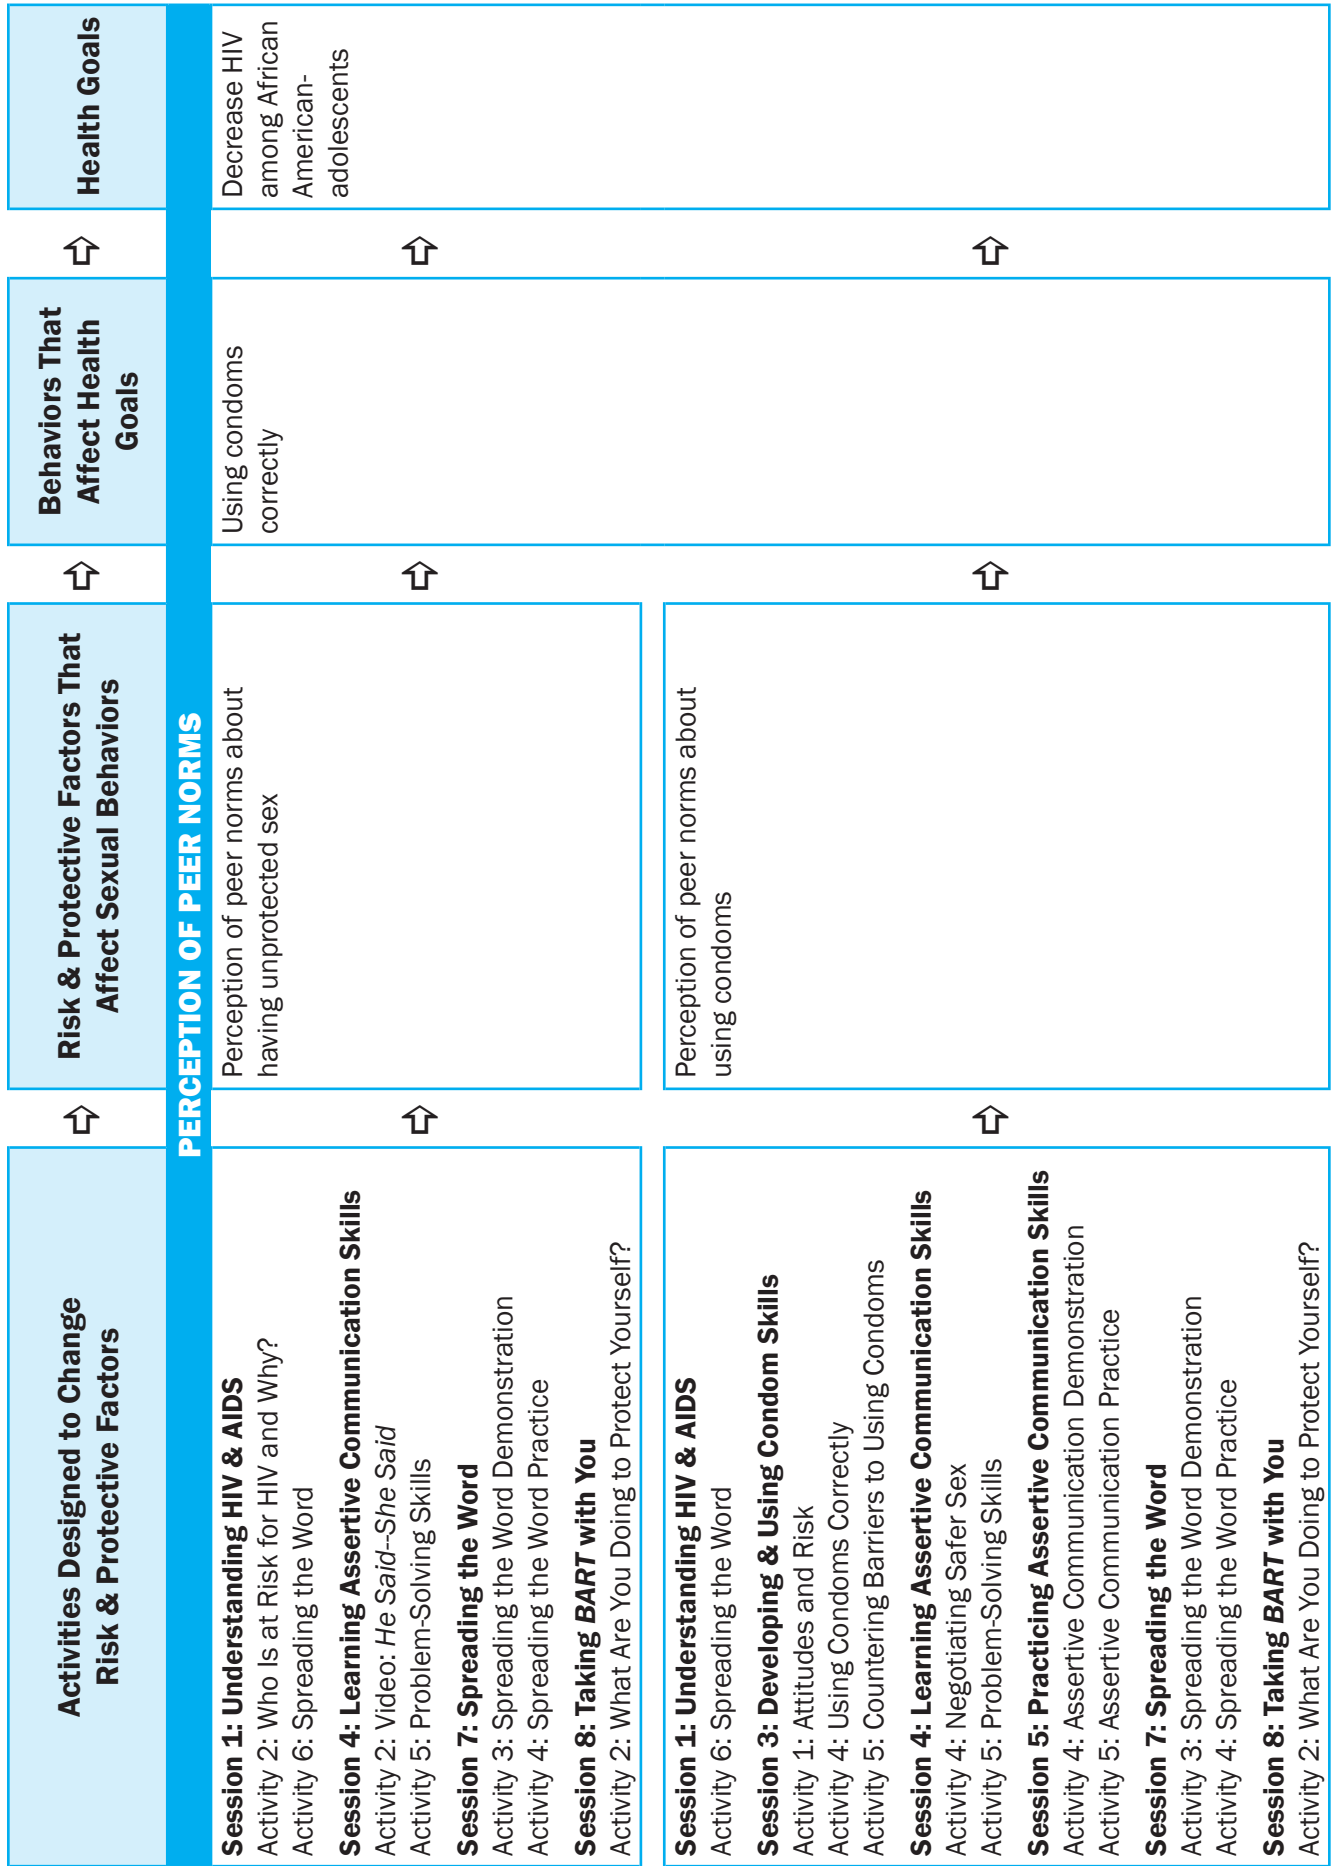 Activities Designed to Change
Risk & Protective Factors
Risk & Protective Factors That
Affect Sexual Behaviors
Behaviors That
Affect Health
Goals
Health Goals
PERCEPTION OF PEER NORMS
Session 1: Understanding HIV & AIDS
Activity 2: Who Is at Risk for HIV and Why?
Activity 6: Spreading the Word
Session 4: Learning Assertive Communication Skills
Activity 2: Video: He Said--She Said
Activity 5: Problem-Solving Skills
Session 7: Spreading the Word
Activity 3: Spreading the Word Demonstration
Activity 4: Spreading the Word Practice
Session 8: Taking BART with You
Activity 2: What Are You Doing to Protect Yourself?
Perception of peer norms about
having unprotected sex
Using condoms
correctly
Decrease HIV
among African
American-
adolescents
Session 1: Understanding HIV & AIDS
Activity 6: Spreading the Word
Session 3: Developing & Using Condom Skills
Activity 1: Attitudes and Risk
Activity 4: Using Condoms Correctly
Activity 5: Countering Barriers to Using Condoms
Session 4: Learning Assertive Communication Skills
Activity 4: Negotiating Safer Sex
Activity 5: Problem-Solving Skills
Session 5: Practicing Assertive Communication Skills
Activity 4: Assertive Communication Demonstration
Activity 5: Assertive Communication Practice
Session 7: Spreading the Word
Activity 3: Spreading the Word Demonstration
Activity 4: Spreading the Word Practice
Session 8: Taking BART with You
Activity 2: What Are You Doing to Protect Yourself?
Perception of peer norms about
using condoms